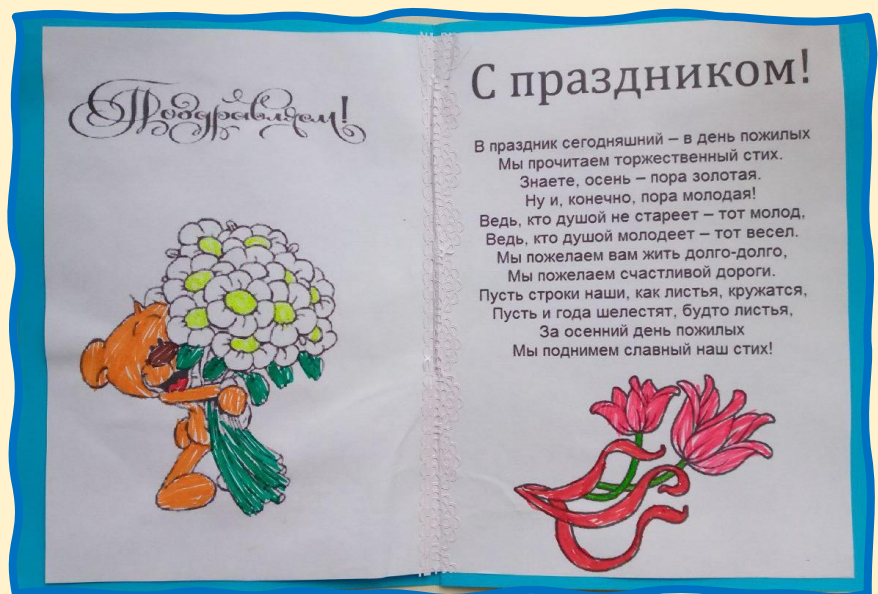 Поздравляем!
С праздником!
В праздник сегодняшний – в день пожилых
Мы прочитаем торжественный стих.
Знаете, осень – пора золотая.
Ну и, конечно, пора молодая!
Ведь, кто душой не стареет – тот молод,
Ведь, кто душой молодеет – тот весел.
Мы пожелаем вам жить долго-долго,
Мы пожелаем счастливой дороги.
Пусть строки наши, как листья, кружатся,
Пусть и года шелестят, будто листья,
За осенний день пожилых
Мы поднимем славный наш стих!